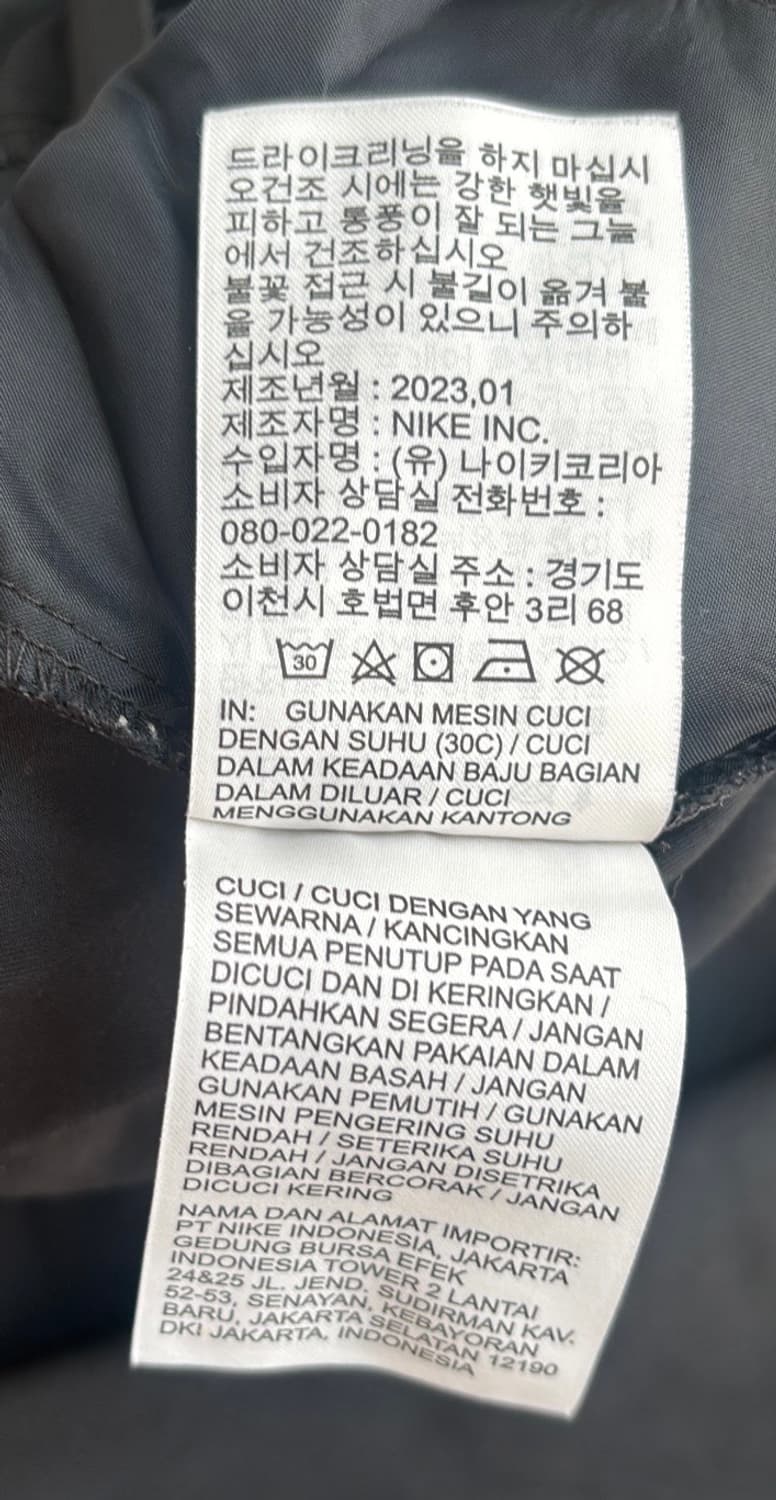 드라이크리닝을 하지 마십시
오건조 시에는 강한 햇빛을
피하고 통풍이 잘 되는 그늘
에서 건조하십시오
불꽃 접근 시 불길이 옮겨 붙
을 가능성이 있으니 주의하
십시오
제조년월 : 2023,01
제조자명 : NIKE INC.
수입자명 : (유) 나이키코리아
소비자 상담실 전화번호 :
080-022-0182
소비자 상담실 주소 : 경기도
이천시 호법면 후안 3리 68
30
IN: GUNAKAN MESIN CUCI
DENGAN SUHU (30C) / CUCI
DALAM KEADAAN BAJU BAGIAN
DALAM DILUAR / CUCI
MENGGUNAKAN KANTONG
CUCI / CUCI DENGAN YANG
SEWARNA / KANCINGKAN
SEMUA PENUTUP PADA SAAT
DICUCI DAN DI KERINGKAN /
PINDAHKAN SEGERA / JANGAN
BENTANGKAN PAKAIAN DALAM
KEADAAN BASAH / JANGAN
GUNAKAN PEMUTIH / GUNAKAN
MESIN PENGERING SUHU
RENDAH / SETERIKA SUHU
RENDAH / JANGAN DISETRIKA
DIBAGIAN BERCORAK / JANGAN
DICUCI KERING
NAMA DAN ALAMAT IMPORTIR:
PT NIKE INDONESIA, JAKARTA
GEDUNG BURSA EFEK
INDONESIA TOWER 2 LANTAI
24&25 JL. JEND. SUDIRMAN KAV.
52-53, SENAYAN, KEBAYORAN
BARU, JAKARTA SELATAN 12190
DKI JAKARTA, INDONESIA